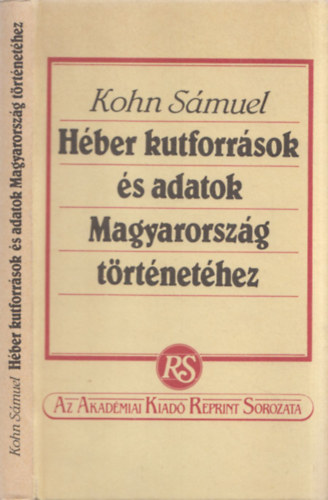 Kohn Sámuel
Héber kutforrások
és adatok
Magyarország
történetéhez
RS
AZ AKADÉMIAI KIADÓ REPRINT SOROZATA
Kohn Sámuel Héber kutforrások és adatok Magyarország történetéhez